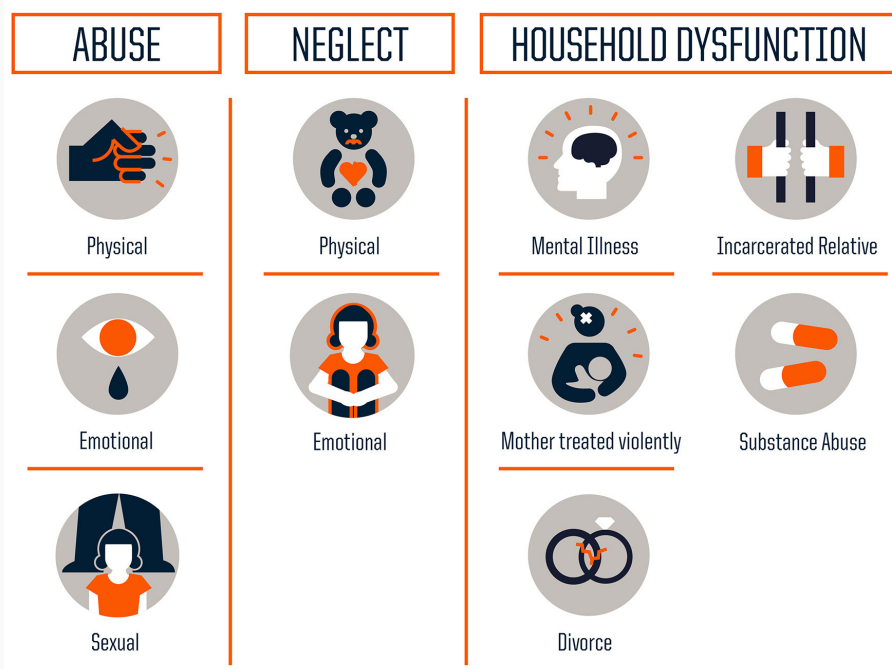 ABUSE
Physical
Emotional
Sexual
NEGLECT
Physical
Emotional
HOUSEHOLD DYSFUNCTION
Mental Illness
Incarcerated Relative
Mother treated violently
Substance Abuse
Divorce